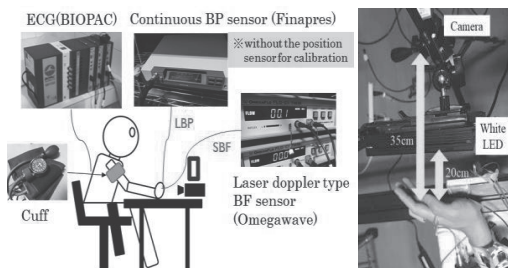 ECG(BIOPAC)
Continuous BP sensor (Finapres)
※without the position
sensor for calibration
LBP
SBF
Cuff
Laser doppler type
BF sensor
(Omegawave)
Camera
35cm
White
LED
20cm